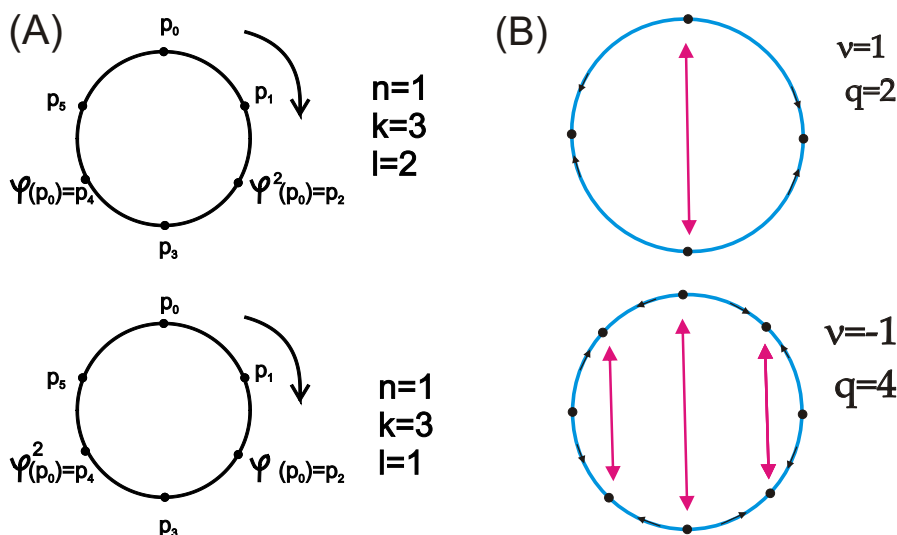 (A)
p₀
p₁
p₅
φ(p₀)=p₄
φ²(p₀)=p₂
p₃
n=1
k=3
l=2
p₀
p₁
p₅
φ²(p₀)=p₄
φ (p₀)=p₂
p₃
n=1
k=3
l=1
(B)
ν=1
q=2
ν=-1
q=4